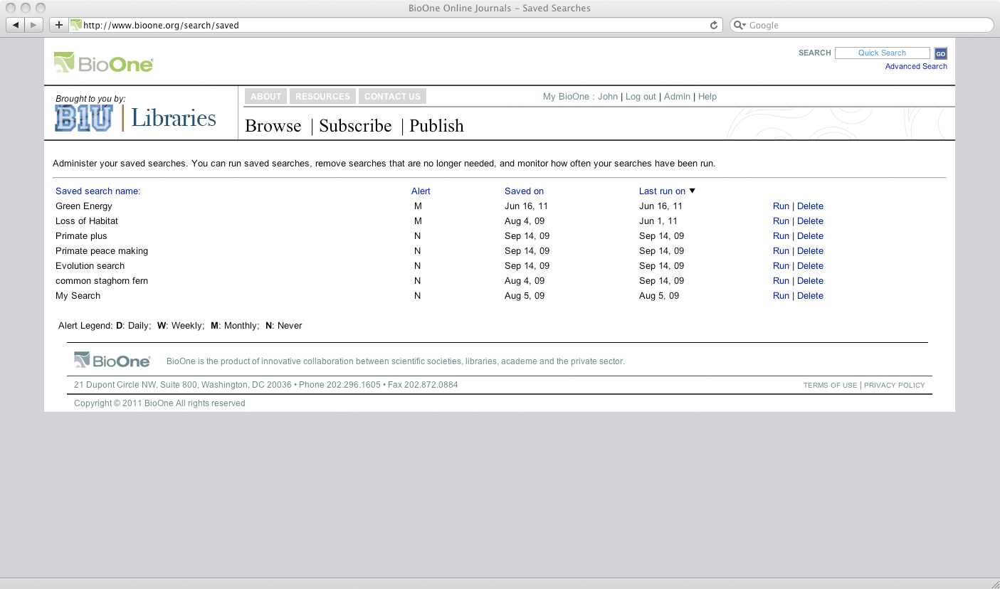 BioOne Online Journals – Saved Searches
http://www.bioone.org/search/saved
Google
BioOne
SEARCH Quick Search GO
Advanced Search
Brought to you by:
B1U | Libraries
ABOUT RESOURCES CONTACT US
My BioOne : John | Log out | Admin | Help
Browse | Subscribe | Publish
Administer your saved searches. You can run saved searches, remove searches that are no longer needed, and monitor how often your searches have been run.
Saved search name: Alert Saved on Last run on
Green Energy M Jun 16, 11 Jun 16, 11 Run | Delete
Loss of Habitat M Aug 4, 09 Jun 1, 11 Run | Delete
Primate plus N Sep 14, 09 Sep 14, 09 Run | Delete
Primate peace making N Sep 14, 09 Sep 14, 09 Run | Delete
Evolution search N Sep 14, 09 Sep 14, 09 Run | Delete
common staghorn fern N Aug 4, 09 Sep 14, 09 Run | Delete
My Search N Aug 5, 09 Aug 5, 09 Run | Delete
Alert Legend: D: Daily; W: Weekly; M: Monthly; N: Never
BioOne BioOne is the product of innovative collaboration between scientific societies, libraries, academe and the private sector.
21 Dupont Circle NW, Suite 800, Washington, DC 20036 • Phone 202.296.1605 • Fax 202.872.0884
TERMS OF USE | PRIVACY POLICY
Copyright © 2011 BioOne All rights reserved